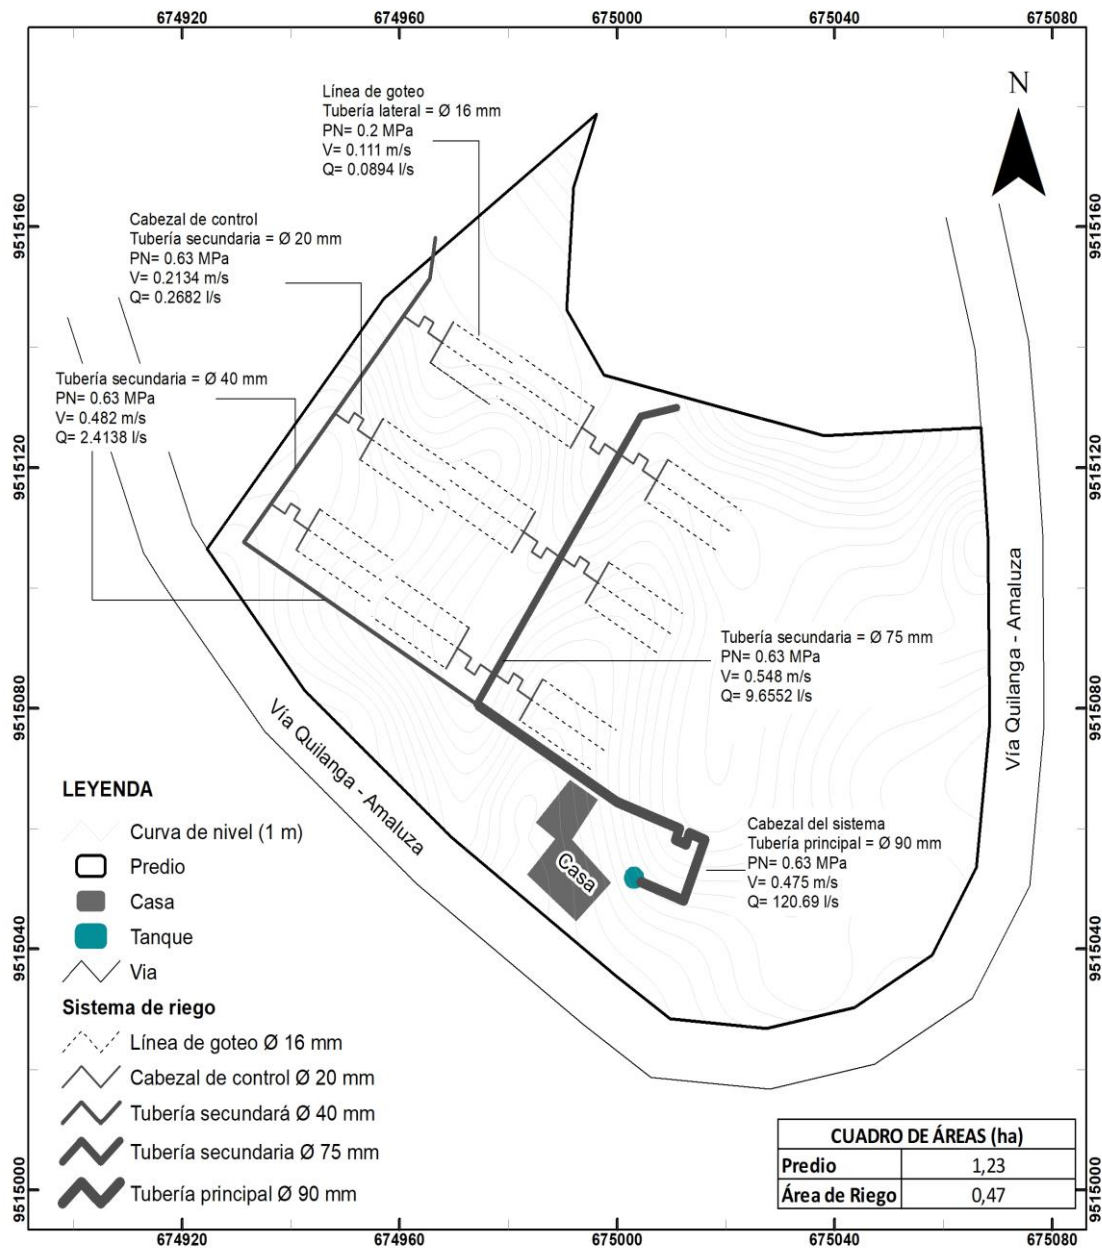 674920
674960
675000
675040
675080
N
Línea de goteo
Tubería lateral = Ø 16 mm
PN= 0.2 MPa
V= 0.111 m/s
Q= 0.0894 l/s
9515160
9515160
Cabezal de control
Tubería secundaria = Ø 20 mm
PN= 0.63 MPa
V= 0.2134 m/s
Q= 0.2682 l/s
Tubería secundaria = Ø 40 mm
PN= 0.63 MPa
V= 0.482 m/s
Q= 2.4138 l/s
9515120
9515120
Tubería secundaria = Ø 75 mm
PN= 0.63 MPa
V= 0.548 m/s
Q= 9.6552 l/s
Vía Quilanga - Amaluza
9515080
9515080
Vía Quilanga - Amaluza
Cabezal del sistema
Tubería principal = Ø 90 mm
PN= 0.63 MPa
V= 0.475 m/s
Q= 120.69 l/s
Casa
LEYENDA
Curva de nivel (1 m)
Predio
Casa
Tanque
Via
Sistema de riego
Línea de goteo Ø 16 mm
Cabezal de control Ø 20 mm
Tubería secundará Ø 40 mm
Tubería secundaria Ø 75 mm
Tubería principal Ø 90 mm
9515040
9515040
CUADRO DE ÁREAS (ha)
Predio 1,23
Área de Riego 0,47
9515000
9515000
674920
674960
675000
675040
675080